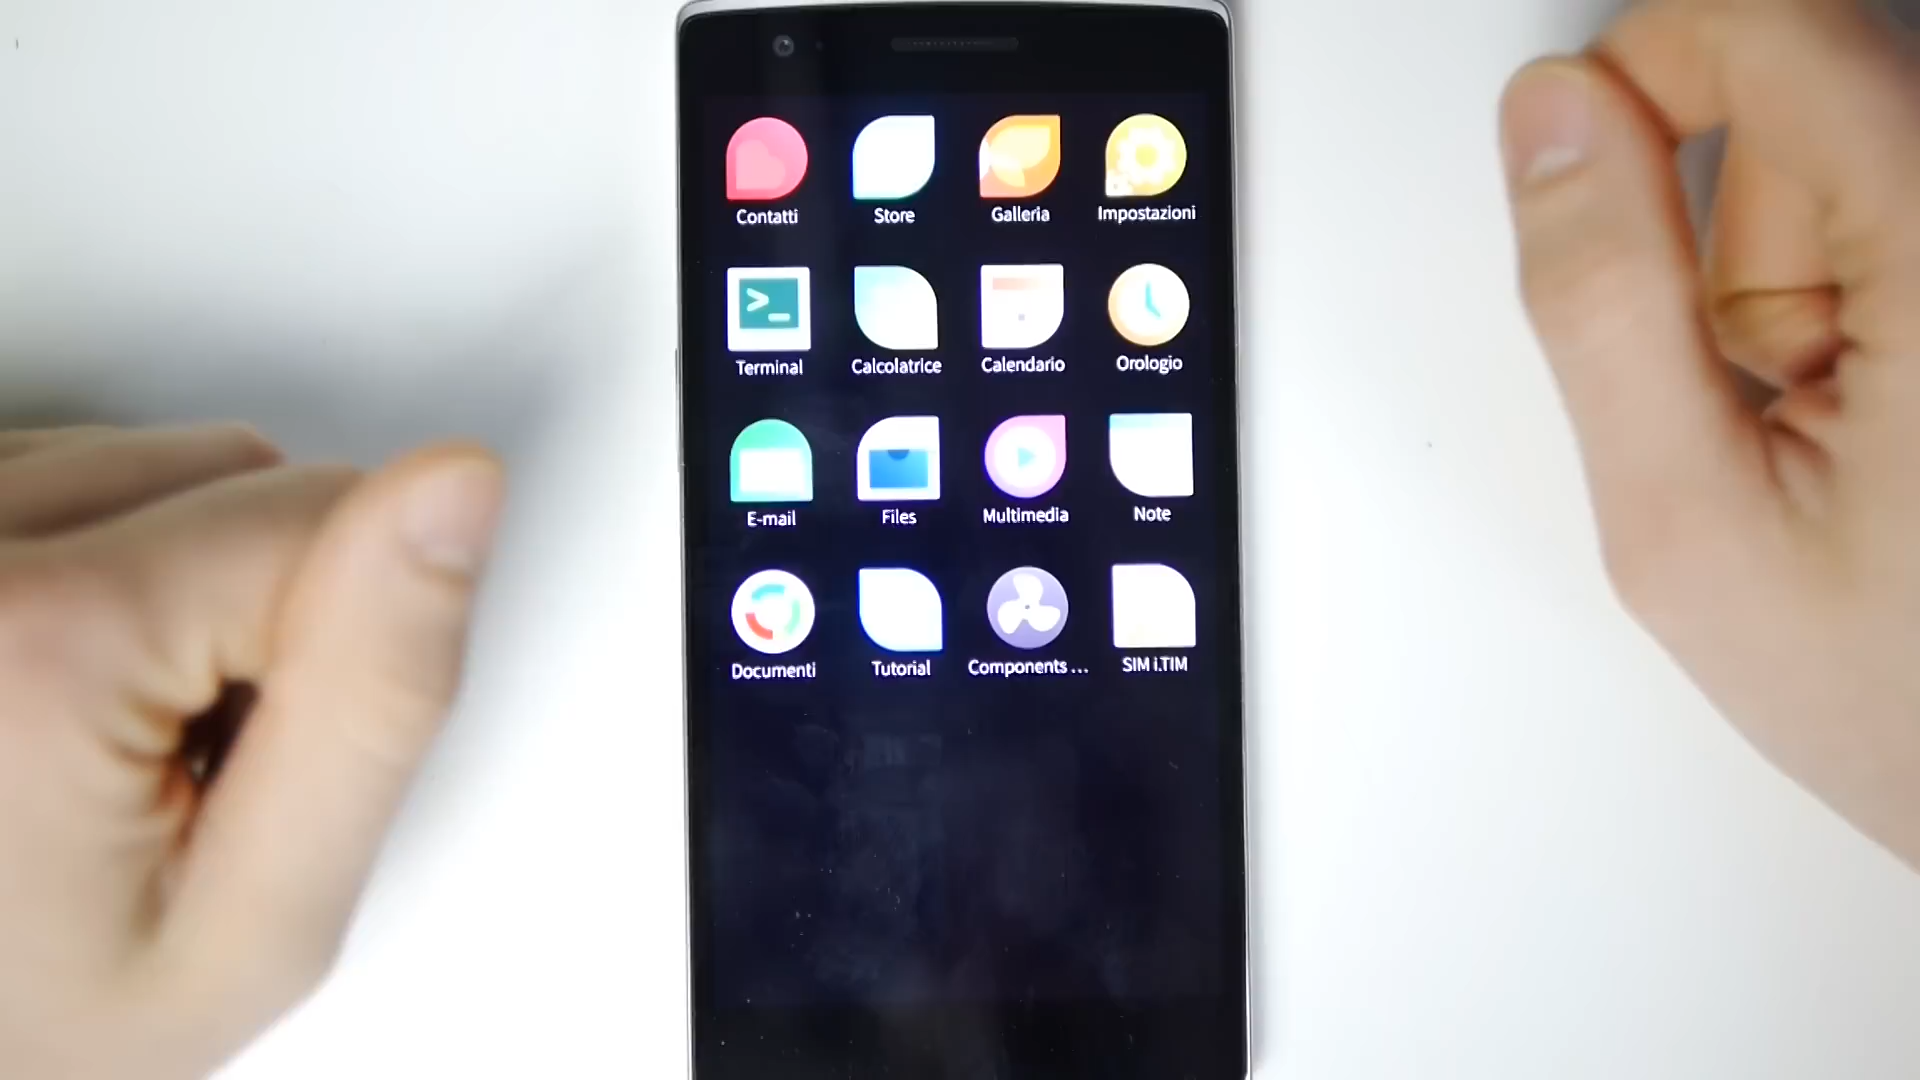 Contatti
Store
Galleria
Impostazioni
>_
Terminal
Calcolatrice
Calendario
Orologio
E-mail
Files
Multimedia
Note
Documenti
Tutorial
Components ...
SIM i.TIM